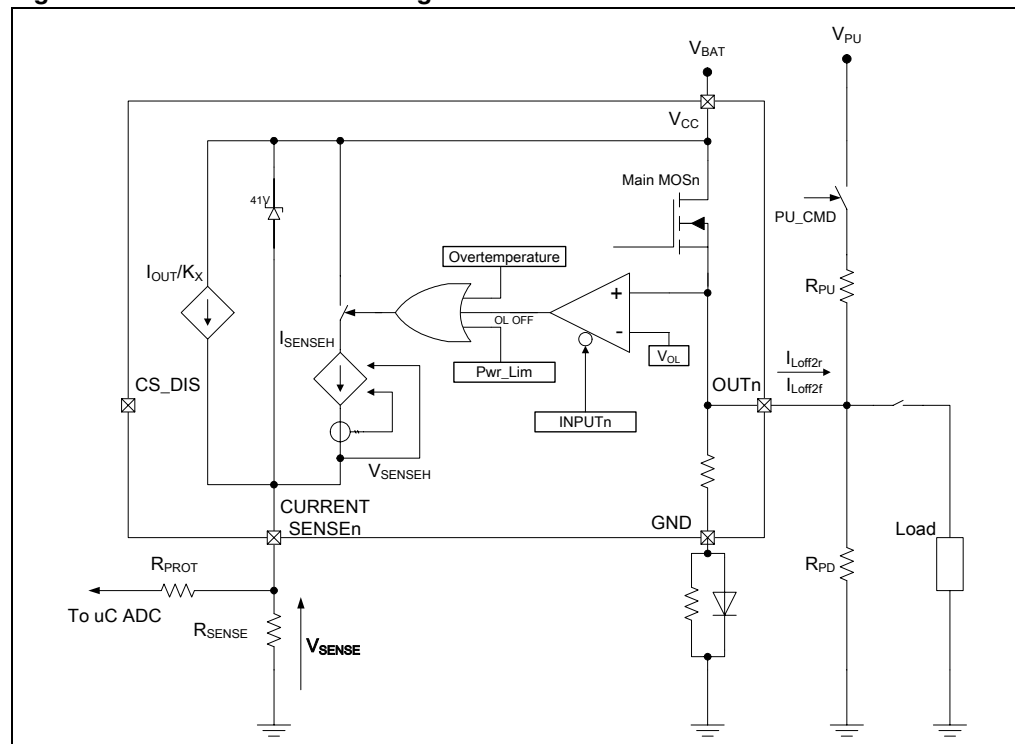 V_BAT
V_PU
V_CC
Main MOSn
41V
PU_CMD
Overtemperature
I_OUT/K_X
R_PU
+
OL OFF
-
I_SENSEH
V_OL
I_Loff2r
Pwr_Lim
CS_DIS
OUTn
I_Loff2f
INPUTn
V_SENSEH
CURRENT
SENSEn
GND
Load
R_PROT
R_PD
To uC ADC
R_SENSE
V_SENSE